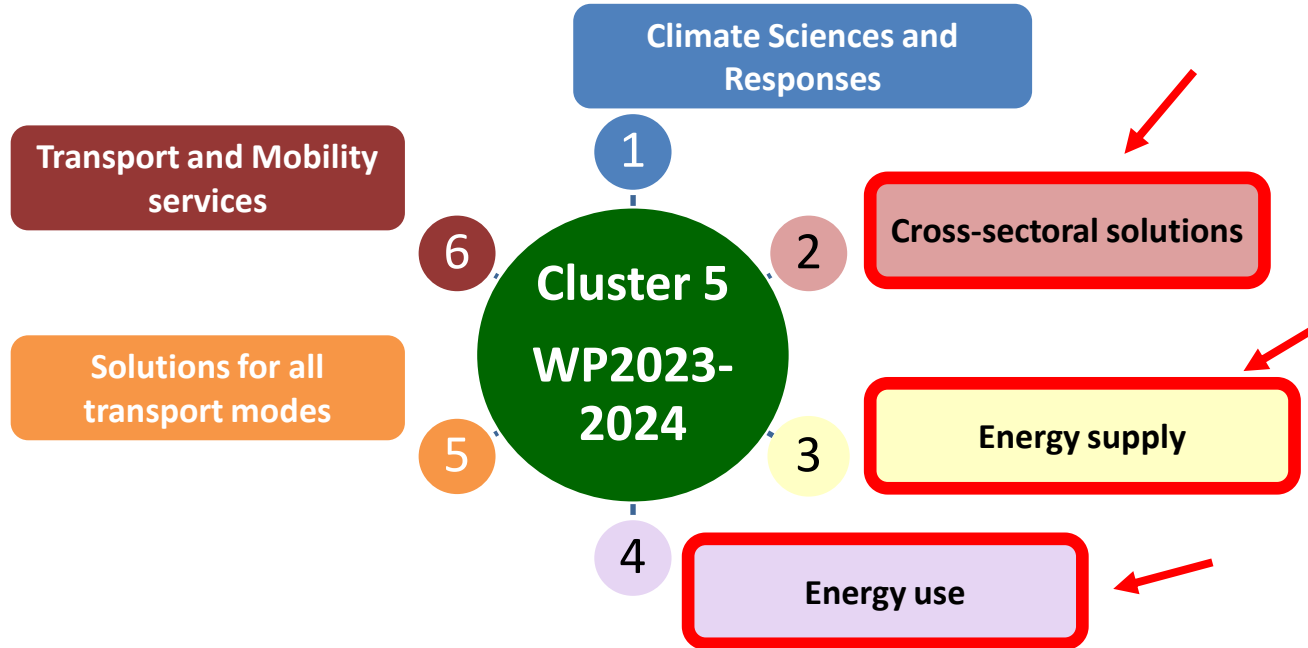 Climate Sciences and
Responses
1
Transport and Mobility
services
6
2
Cross-sectoral solutions
Cluster 5
WP2023-
2024
Solutions for all
transport modes
5
3
Energy supply
4
Energy use